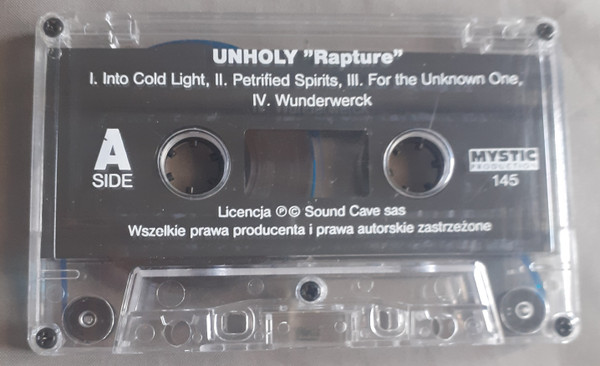 UNHOLY "Rapture"
I. Into Cold Light, II. Petrified Spirits, III. For the Unknown One,
IV. Wunderwerck
A
SIDE
MYSTIC
PRODUCTION
145
Licencja ℗© Sound Cave sas
Wszelkie prawa producenta i prawa autorskie zastrzeżone